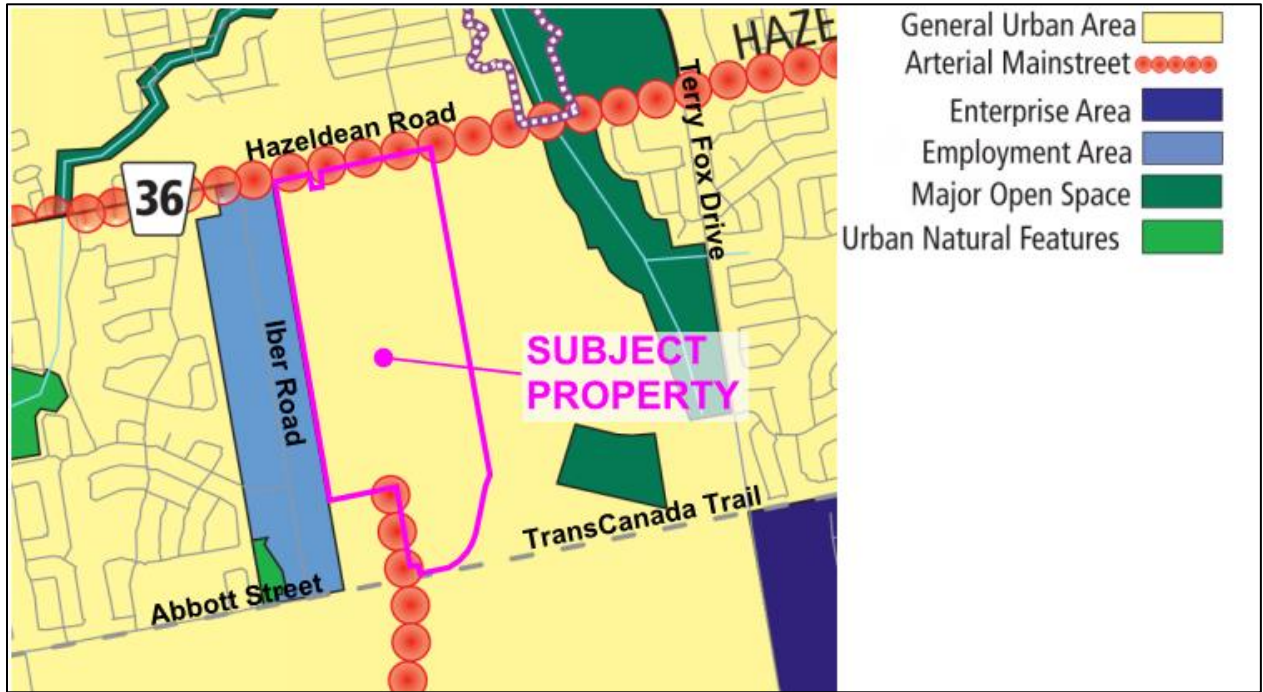 HAZE
Terry Fox Drive
Hazeldean Road
36
Iber Road
SUBJECT
PROPERTY
TransCanada Trail
Abbott Street
General Urban Area
Arterial Mainstreet
Enterprise Area
Employment Area
Major Open Space
Urban Natural Features